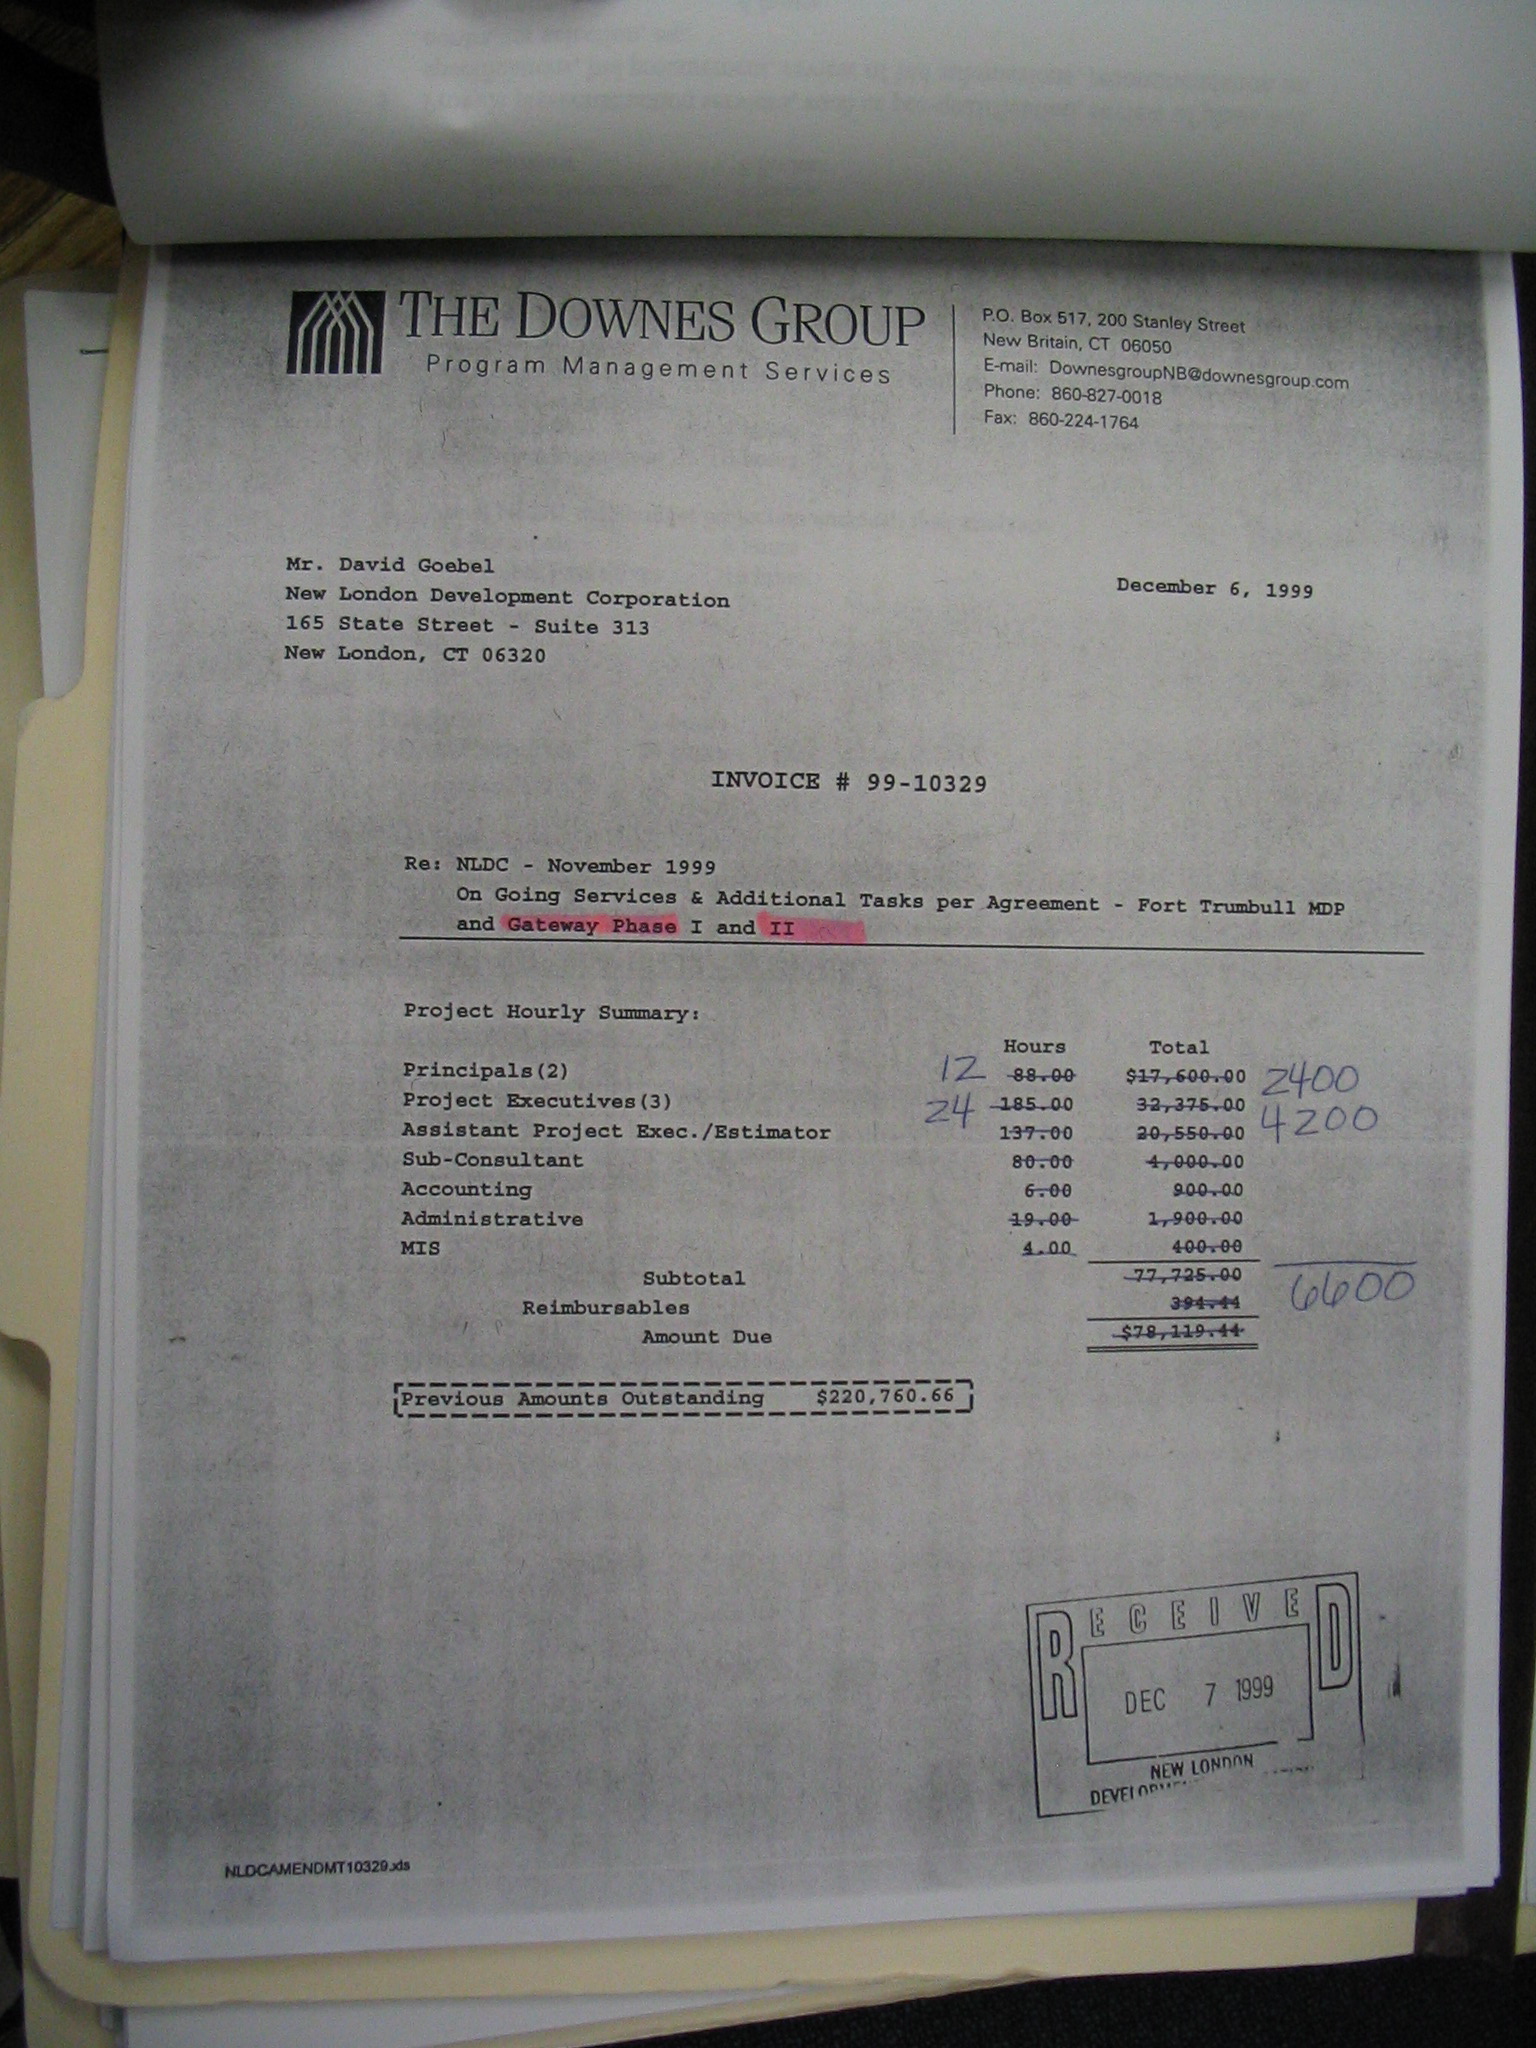 THE DOWNES GROUP
Program Management Services
P.O. Box 517, 200 Stanley Street
New Britain, CT 06050
E-mail: DownesgroupNB@downesgroup.com
Phone: 860-827-0018
Fax: 860-224-1764
Mr. David Goebel
New London Development Corporation
165 State Street - Suite 313
New London, CT 06320
December 6, 1999
INVOICE # 99-10329
Re: NLDC - November 1999
On Going Services & Additional Tasks per Agreement - Fort Trumbull MDP
and Gateway Phase I and II
Project Hourly Summary:
Hours Total
Principals(2) 12 88.00 $17,600.00 2400
Project Executives(3) 24 185.00 32,375.00 4200
Assistant Project Exec./Estimator 137.00 20,550.00
Sub-Consultant 80.00 4,000.00
Accounting 6.00 900.00
Administrative 19.00 1,900.00
MIS 4.00 400.00
Subtotal 77,725.00 6600
Reimbursables 394.44
Amount Due $78,119.44
Previous Amounts Outstanding $220,760.66
RECEIVED
DEC 7 1999
NEW LONDON
NLDCAMENDMT10329.xls